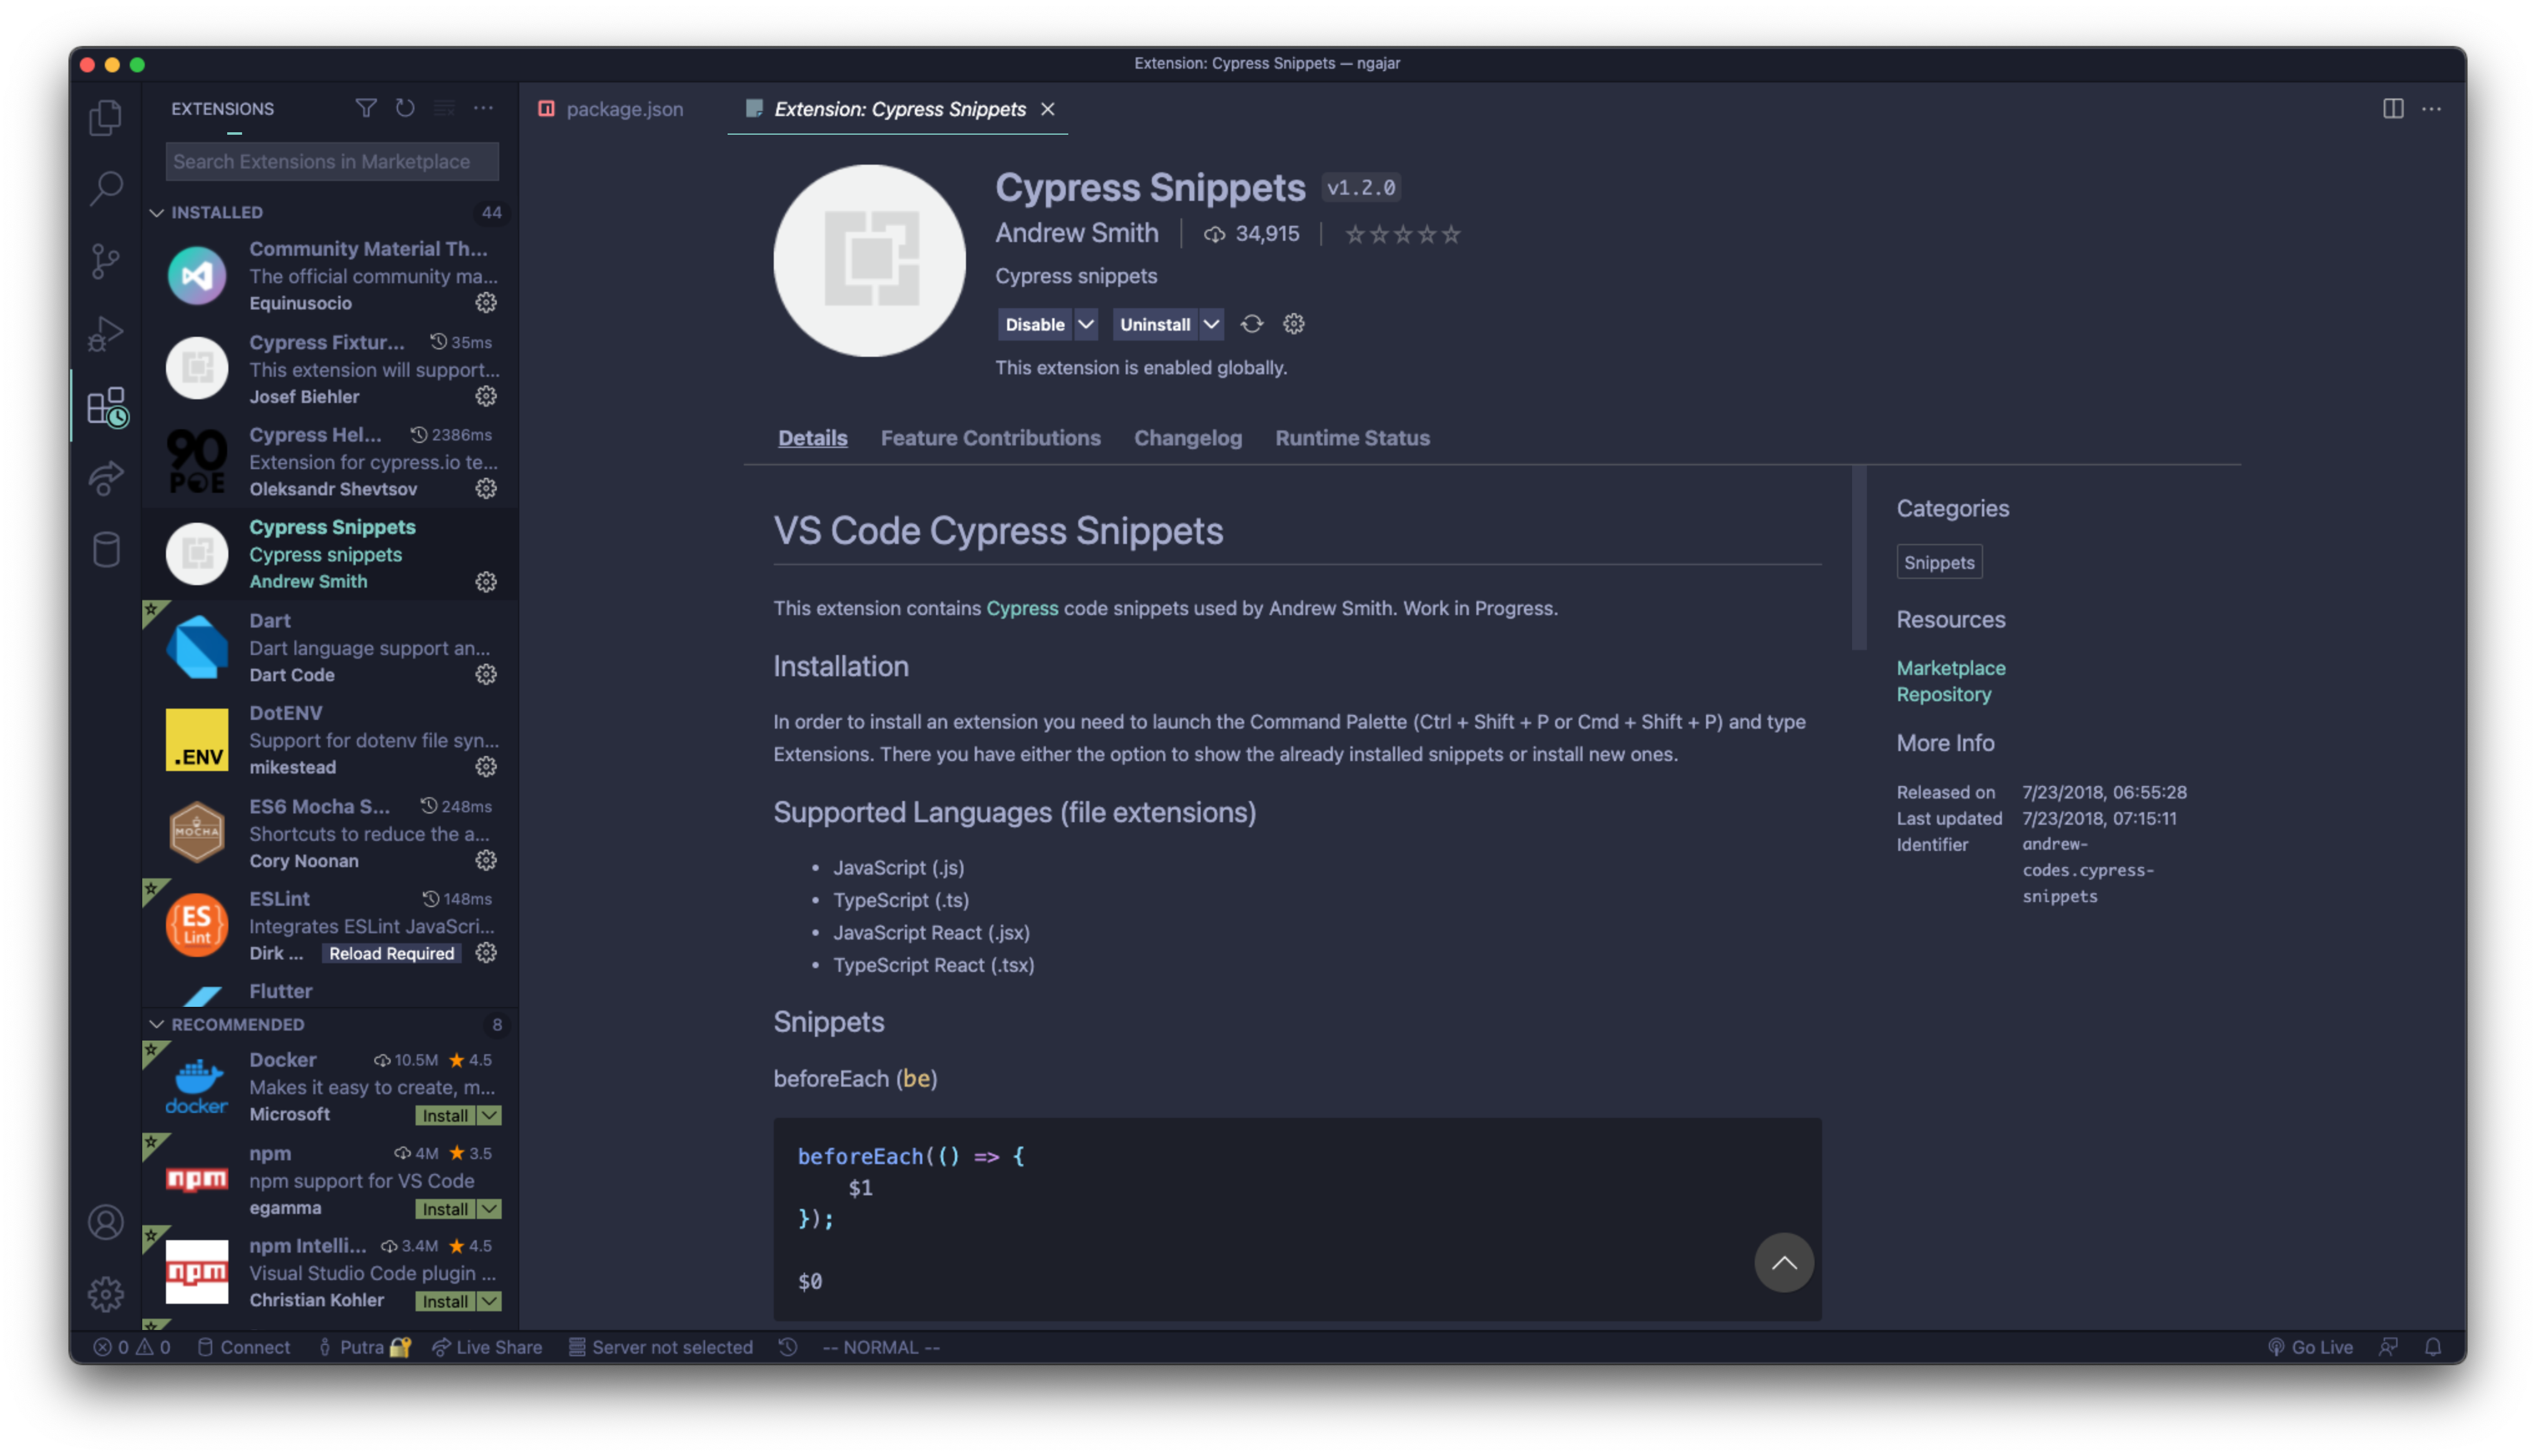 Extension: Cypress Snippets — ngajar
EXTENSIONS
Search Extensions in Marketplace
INSTALLED 44
Community Material Th...
The official community ma...
Equinusocio
Cypress Fixtur... 35ms
This extension will support...
Josef Biehler
90
POE
Cypress Hel... 2386ms
Extension for cypress.io te...
Oleksandr Shevtsov
Cypress Snippets
Cypress snippets
Andrew Smith
Dart
Dart language support an...
Dart Code
.ENV
DotENV
Support for dotenv file syn...
mikestead
MOCHA
ES6 Mocha S... 248ms
Shortcuts to reduce the a...
Cory Noonan
{ES}
Lint
ESLint 148ms
Integrates ESLint JavaScri...
Dirk ... Reload Required
Flutter
RECOMMENDED 8
docker
Docker 10.5M ★ 4.5
Makes it easy to create, m...
Microsoft Install
npm
npm 4M ★ 3.5
npm support for VS Code
egamma Install
npm
npm Intelli... 3.4M ★ 4.5
Visual Studio Code plugin ...
Christian Kohler Install
package.json
Extension: Cypress Snippets
Cypress Snippets v1.2.0
Andrew Smith | 34,915 | ☆☆☆☆☆
Cypress snippets
Disable Uninstall
This extension is enabled globally.
Details Feature Contributions Changelog Runtime Status
VS Code Cypress Snippets
This extension contains Cypress code snippets used by Andrew Smith. Work in Progress.
Installation
In order to install an extension you need to launch the Command Palette (Ctrl + Shift + P or Cmd + Shift + P) and type
Extensions. There you have either the option to show the already installed snippets or install new ones.
Supported Languages (file extensions)
• JavaScript (.js)
• TypeScript (.ts)
• JavaScript React (.jsx)
• TypeScript React (.tsx)
Snippets
beforeEach (be)
beforeEach(() => {
    $1
});
$0
Categories
Snippets
Resources
Marketplace
Repository
More Info
Released on 7/23/2018, 06:55:28
Last updated 7/23/2018, 07:15:11
Identifier andrew-
codes.cypress-
snippets
0 0 Connect Putra🔐 Live Share Server not selected -- NORMAL -- Go Live